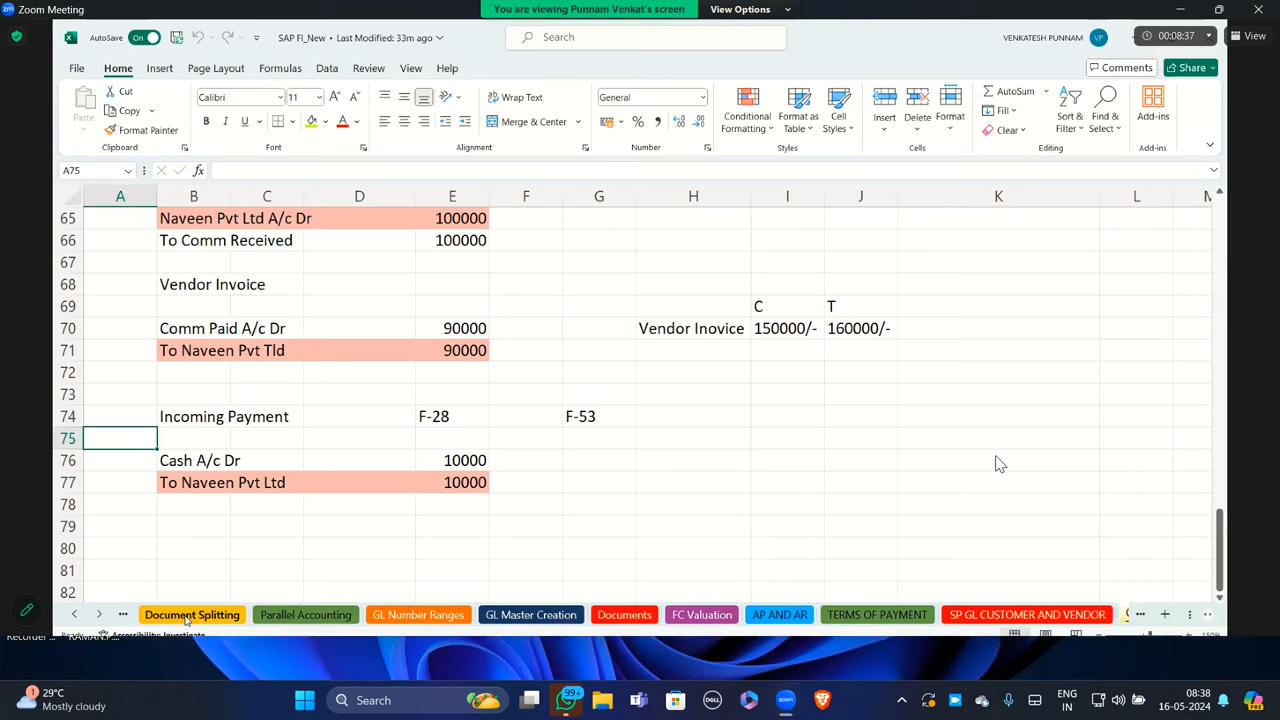 Zoom Meeting
You are viewing Punnam Venkat's screen
View Options
AutoSave On
SAP FI_New • Last Modified: 33m ago
Search
VENKATESH PUNNAM VP
00:08:37
View
File Home Insert Page Layout Formulas Data Review View Help
Comments Share
Paste
Cut
Copy
Format Painter
Clipboard
Calibri 11
B I U
Font
Wrap Text
Merge & Center
Alignment
General
Number
Conditional Formatting
Format as Table
Cell Styles
Styles
Insert Delete Format
Cells
AutoSum
Fill
Clear
Sort & Filter
Find & Select
Editing
Add-ins
Add-ins
A75 fx
A B C D E F G H I J K L M
65 Naveen Pvt Ltd A/c Dr 100000
66 To Comm Received 100000
67
68 Vendor Invoice
69 C T
70 Comm Paid A/c Dr 90000 Vendor Inovice 150000/- 160000/-
71 To Naveen Pvt Tld 90000
72
73
74 Incoming Payment F-28 F-53
75
76 Cash A/c Dr 10000
77 To Naveen Pvt Ltd 10000
78
79
80
81
82
Document Splitting Parallel Accounting GL Number Ranges GL Master Creation Documents FC Valuation AP AND AR TERMS OF PAYMENT SP GL CUSTOMER AND VENDOR
Ready Accessibility: Investigate 150%
29°C
Mostly cloudy
1
Search
99+
DELL
ENG
IN
08:38
16-05-2024